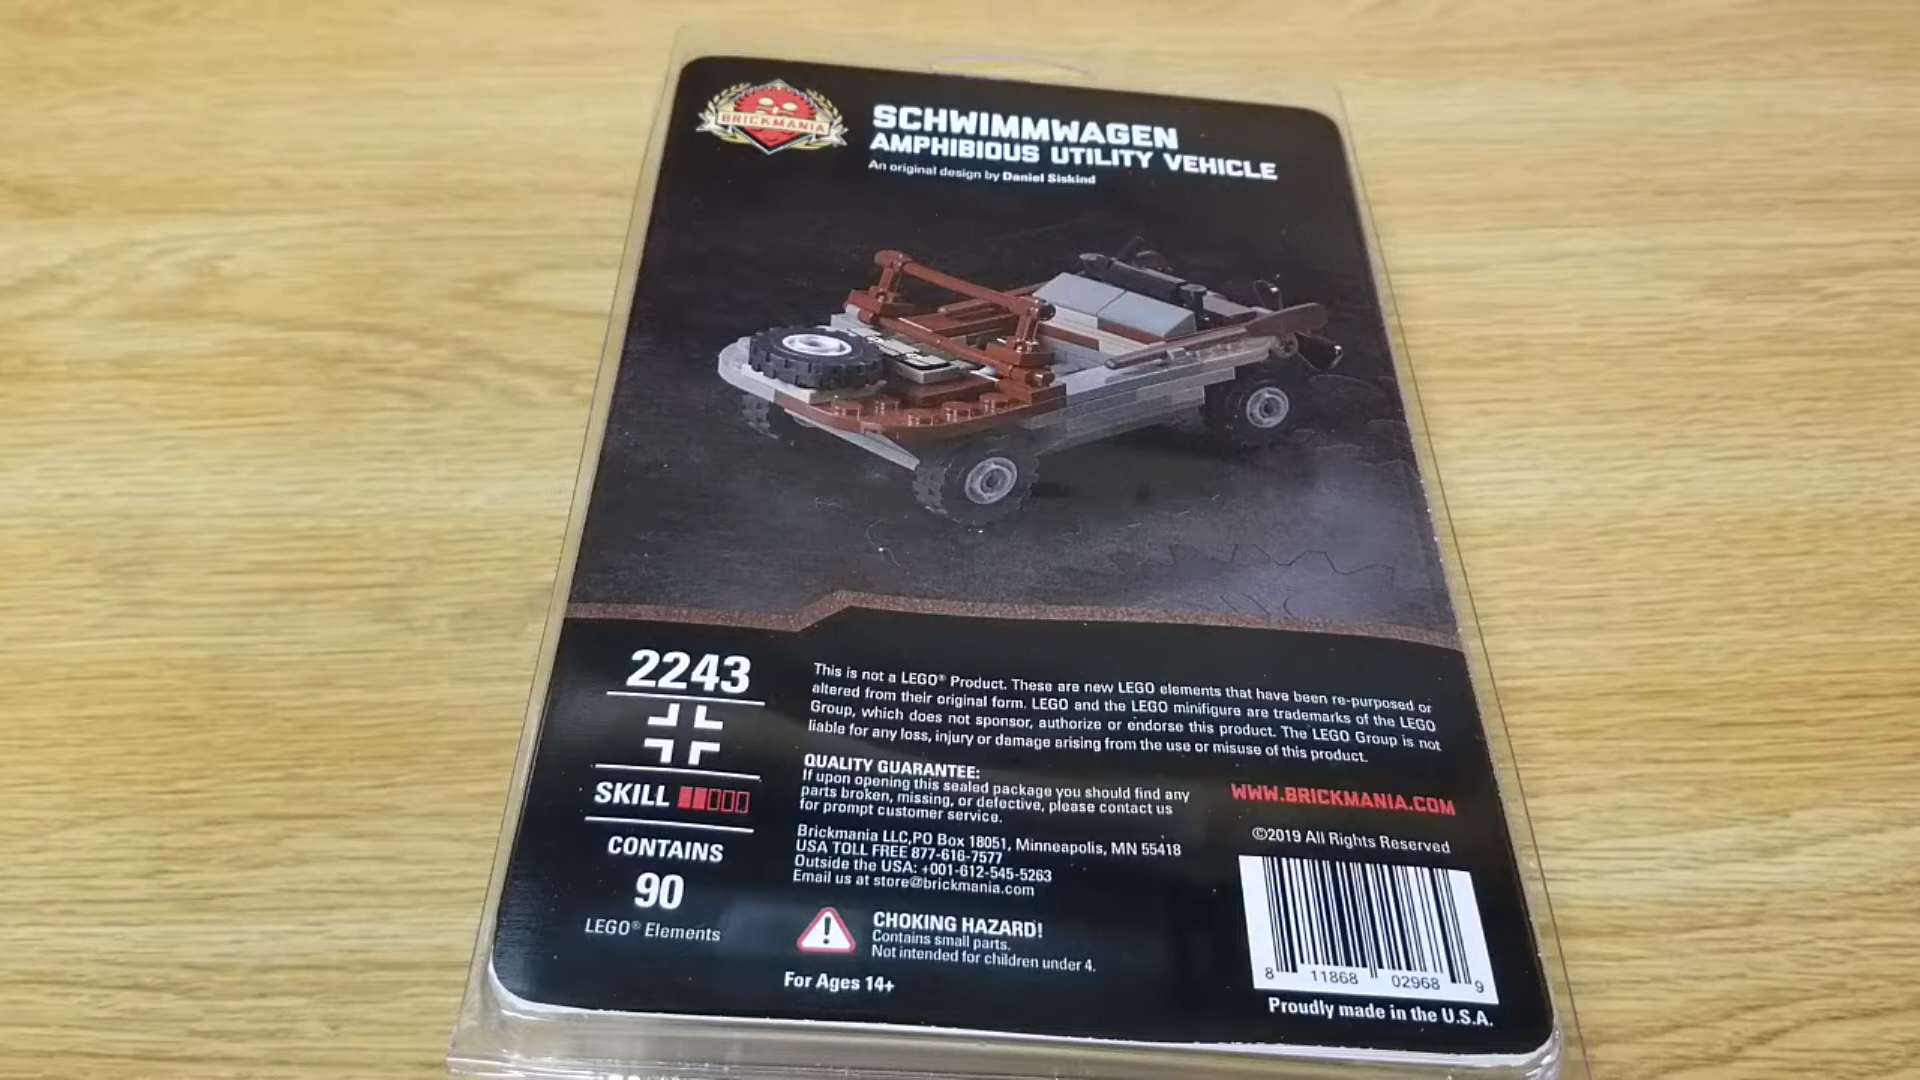 BRICKMANIA
SCHWIMMWAGEN
AMPHIBIOUS UTILITY VEHICLE
An original design by Daniel Siskind
2243
SKILL
CONTAINS
90
LEGO® Elements
This is not a LEGO® Product. These are new LEGO elements that have been re-purposed or
altered from their original form. LEGO and the LEGO minifigure are trademarks of the LEGO
Group, which does not sponsor, authorize or endorse this product. The LEGO Group is not
liable for any loss, injury or damage arising from the use or misuse of this product.
QUALITY GUARANTEE:
If upon opening this sealed package you should find any
parts broken, missing, or defective, please contact us
for prompt customer service.
Brickmania LLC,PO Box 18051, Minneapolis, MN 55418
USA TOLL FREE 877-616-7577
Outside the USA: +001-612-545-5263
Email us at store@brickmania.com
CHOKING HAZARD!
Contains small parts.
Not intended for children under 4.
For Ages 14+
WWW.BRICKMANIA.COM
©2019 All Rights Reserved
8 11868 02968 9
Proudly made in the U.S.A.